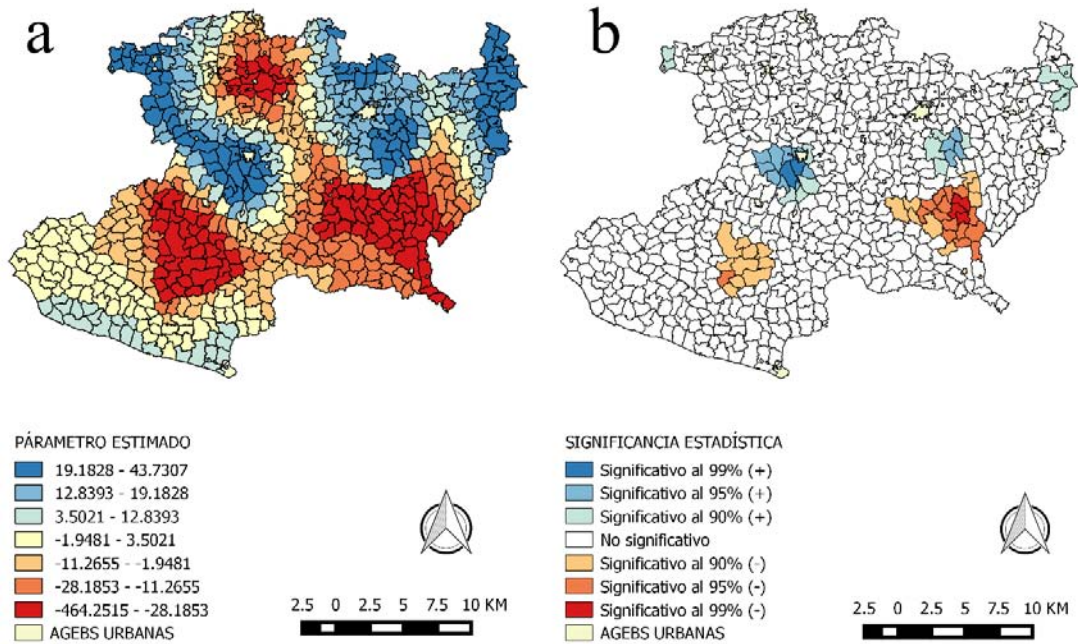 a
b
PÁRAMETRO ESTIMADO
19.1828 - 43.7307
12.8393 - 19.1828
3.5021 - 12.8393
-1.9481 - 3.5021
-11.2655 - -1.9481
-28.1853 - -11.2655
-464.2515 - -28.1853
AGEBS URBANAS
2.5 0 2.5 5 7.5 10 KM
SIGNIFICANCIA ESTADÍSTICA
Significativo al 99% (+)
Significativo al 95% (+)
Significativo al 90% (+)
No significativo
Significativo al 90% (-)
Significativo al 95% (-)
Significativo al 99% (-)
AGEBS URBANAS
2.5 0 2.5 5 7.5 10 KM